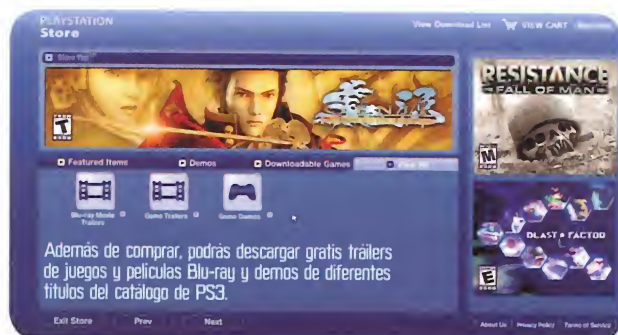 PLAYSTATION
Store
View Download List
VIEW CART
Store Top
T
Featured Items
Demos
Downloadable Games
View All
Blu-ray Movie
Trailers
Game Trailers
Game Demos
Además de comprar, podrás descargar gratis tráilers
de juegos y películas Blu-ray y demos de diferentes
títulos del catálogo de PS3.
Exit Store
Prev
Next
RESISTANCE
FALL OF MAN
M
BLAST FACTOR
E
About Us
Privacy Policy
Terms of Service